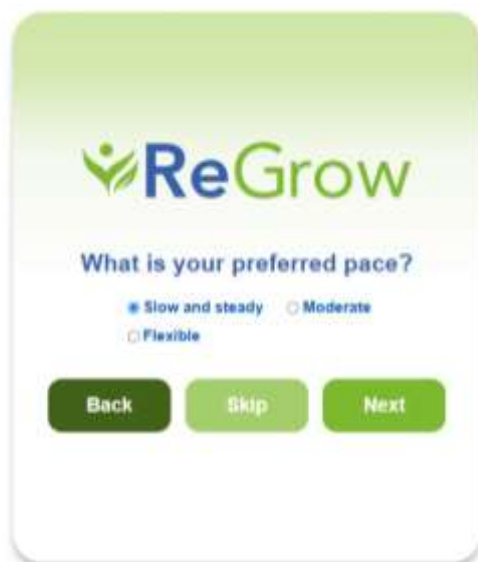 ReGrow
What is your preferred pace?
Slow and steady Moderate
Flexible
Back Skip Next